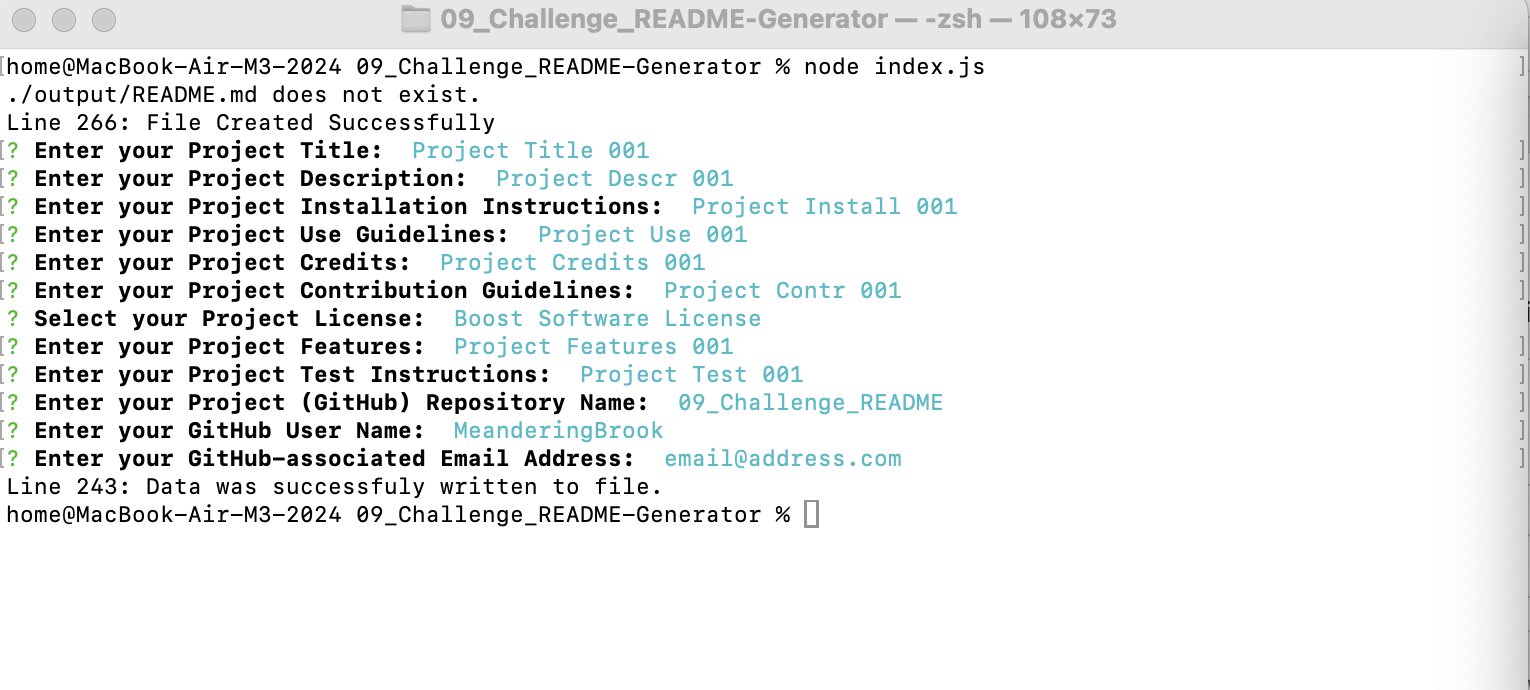 09_Challenge_README-Generator — -zsh — 108×73
home@MacBook-Air-M3-2024 09_Challenge_README-Generator % node index.js
./output/README.md does not exist.
Line 266: File Created Successfully
? Enter your Project Title:  Project Title 001
? Enter your Project Description:  Project Descr 001
? Enter your Project Installation Instructions:  Project Install 001
? Enter your Project Use Guidelines:  Project Use 001
? Enter your Project Credits:  Project Credits 001
? Enter your Project Contribution Guidelines:  Project Contr 001
? Select your Project License:  Boost Software License
? Enter your Project Features:  Project Features 001
? Enter your Project Test Instructions:  Project Test 001
? Enter your Project (GitHub) Repository Name:  09_Challenge_README
? Enter your GitHub User Name:  MeanderingBrook
? Enter your GitHub-associated Email Address:  email@address.com
Line 243: Data was successfuly written to file.
home@MacBook-Air-M3-2024 09_Challenge_README-Generator %